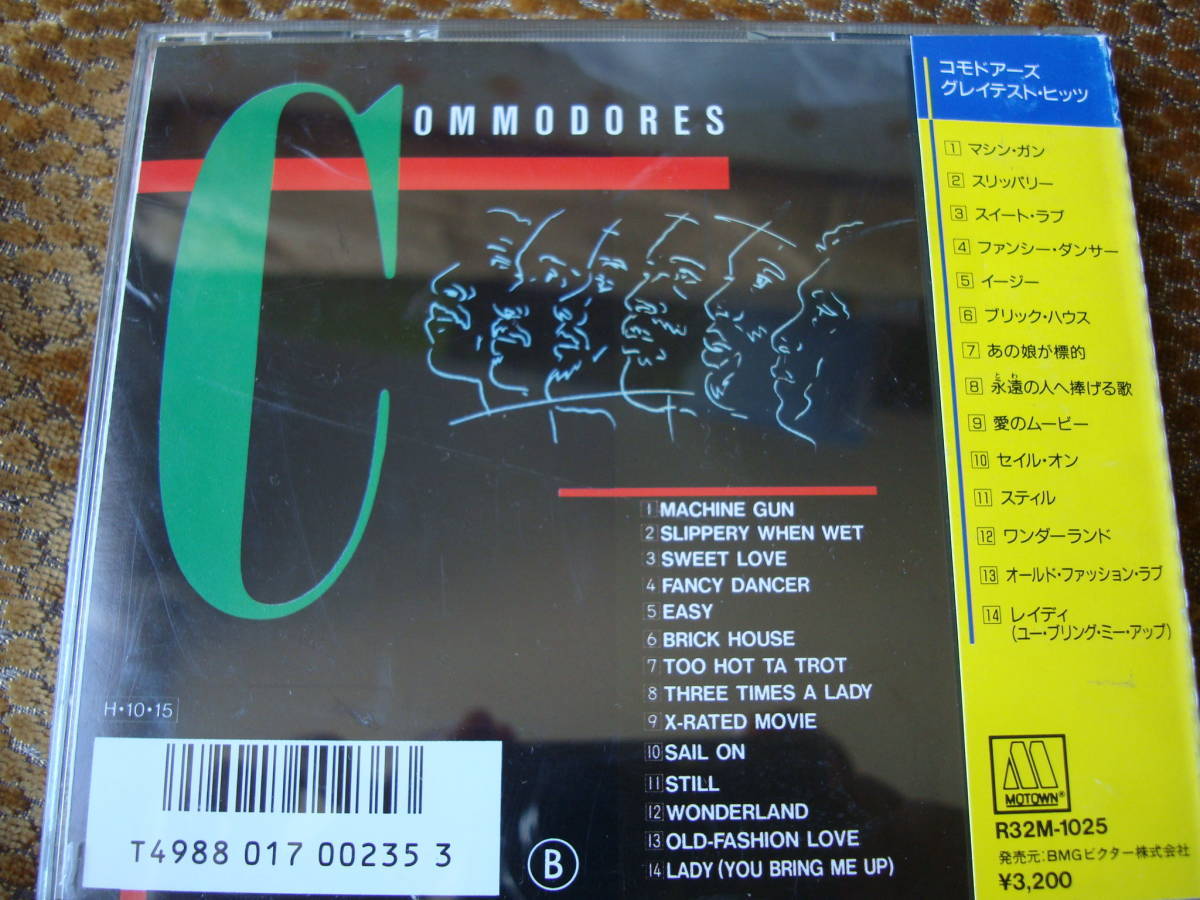 COMMODORES
1 MACHINE GUN
2 SLIPPERY WHEN WET
3 SWEET LOVE
4 FANCY DANCER
5 EASY
6 BRICK HOUSE
7 TOO HOT TA TROT
8 THREE TIMES A LADY
9 X-RATED MOVIE
10 SAIL ON
11 STILL
12 WONDERLAND
13 OLD-FASHION LOVE
14 LADY (YOU BRING ME UP)
H・10・15
T4988 017 00235 3
B
コモドアーズ
グレイテスト・ヒッツ
1 マシン・ガン
2 スリッパリー
3 スイート・ラブ
4 ファンシー・ダンサー
5 イージー
6 ブリック・ハウス
7 あの娘が標的
とわ
8 永遠の人へ捧げる歌
9 愛のムービー
10 セイル・オン
11 スティル
12 ワンダーランド
13 オールド・ファッション・ラブ
14 レイディ
(ユー・ブリング・ミー・アップ)
MOTOWN®
R32M-1025
発売元:BMGビクター株式会社
¥3,200